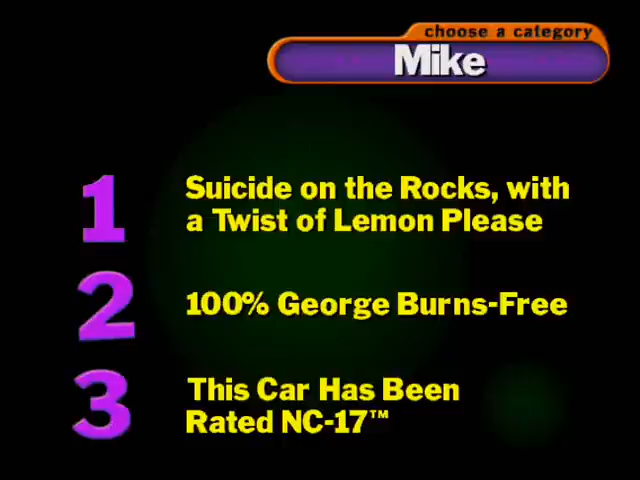 choose a category
Mike
1
Suicide on the Rocks, with
a Twist of Lemon Please
2
100% George Burns-Free
3
This Car Has Been
Rated NC-17™